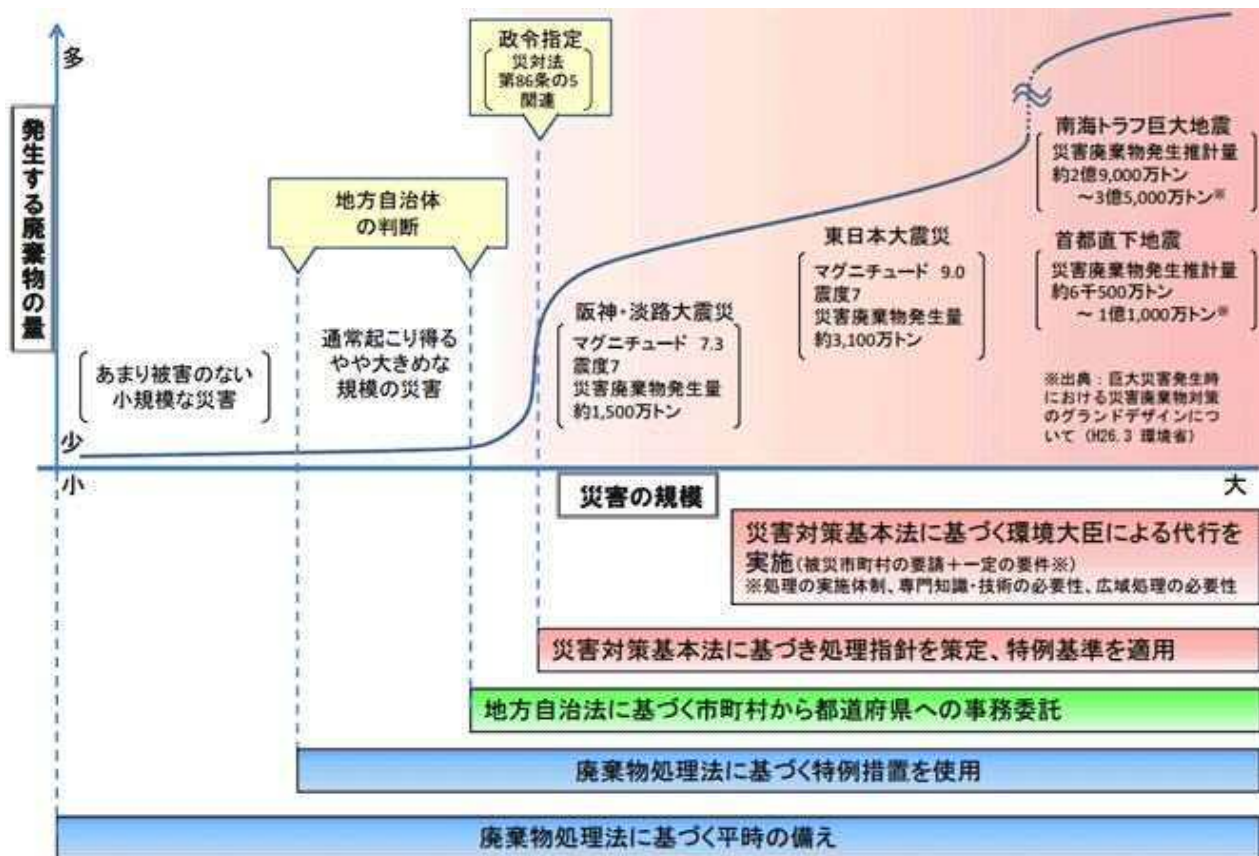 多
発生する廃棄物の量
少
小
政令指定
災対法
第86条の5
関連
地方自治体
の判断
あまり被害のない
小規模な災害
通常起こり得る
やや大きめな
規模の災害
阪神・淡路大震災
マグニチュード 7.3
震度7
災害廃棄物発生量
約1,500万トン
東日本大震災
マグニチュード 9.0
震度7
災害廃棄物発生量
約3,100万トン
南海トラフ巨大地震
災害廃棄物発生推計量
約2億9,000万トン
～3億5,000万トン※
首都直下地震
災害廃棄物発生推計量
約6千500万トン
～ 1億1,000万トン※
※出典：巨大災害発生時
における災害廃棄物対策
のグランドデザインにつ
いて（H26.3 環境省）
災害の規模
大
災害対策基本法に基づく環境大臣による代行を
実施(被災市町村の要請＋一定の要件※)
※処理の実施体制、専門知識・技術の必要性、広域処理の必要性
災害対策基本法に基づき処理指針を策定、特例基準を適用
地方自治法に基づく市町村から都道府県への事務委託
廃棄物処理法に基づく特例措置を使用
廃棄物処理法に基づく平時の備え